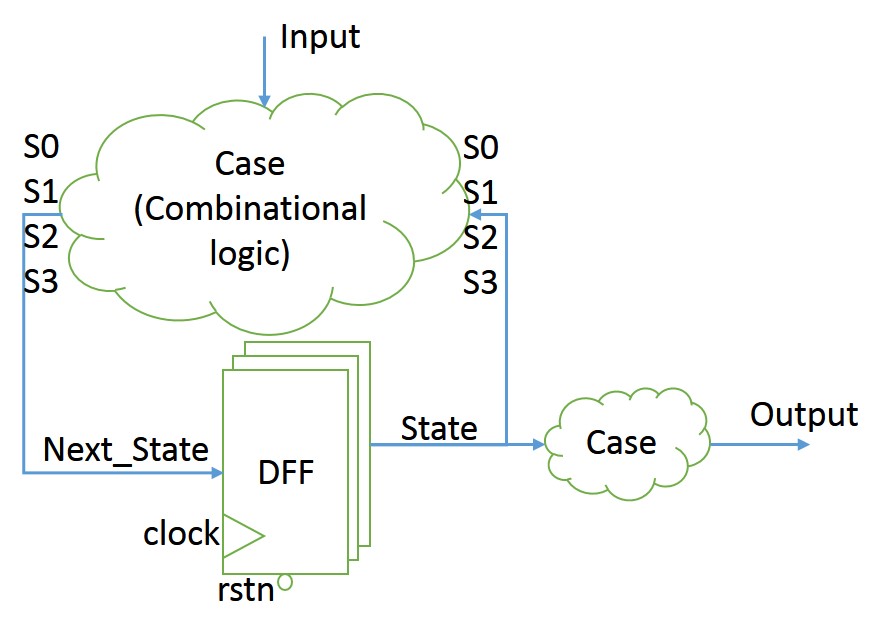 Input
S0
S1
S2
S3
Case
(Combinational
logic)
S0
S1
S2
S3
Next_State
DFF
clock
rstn
State
Case
Output